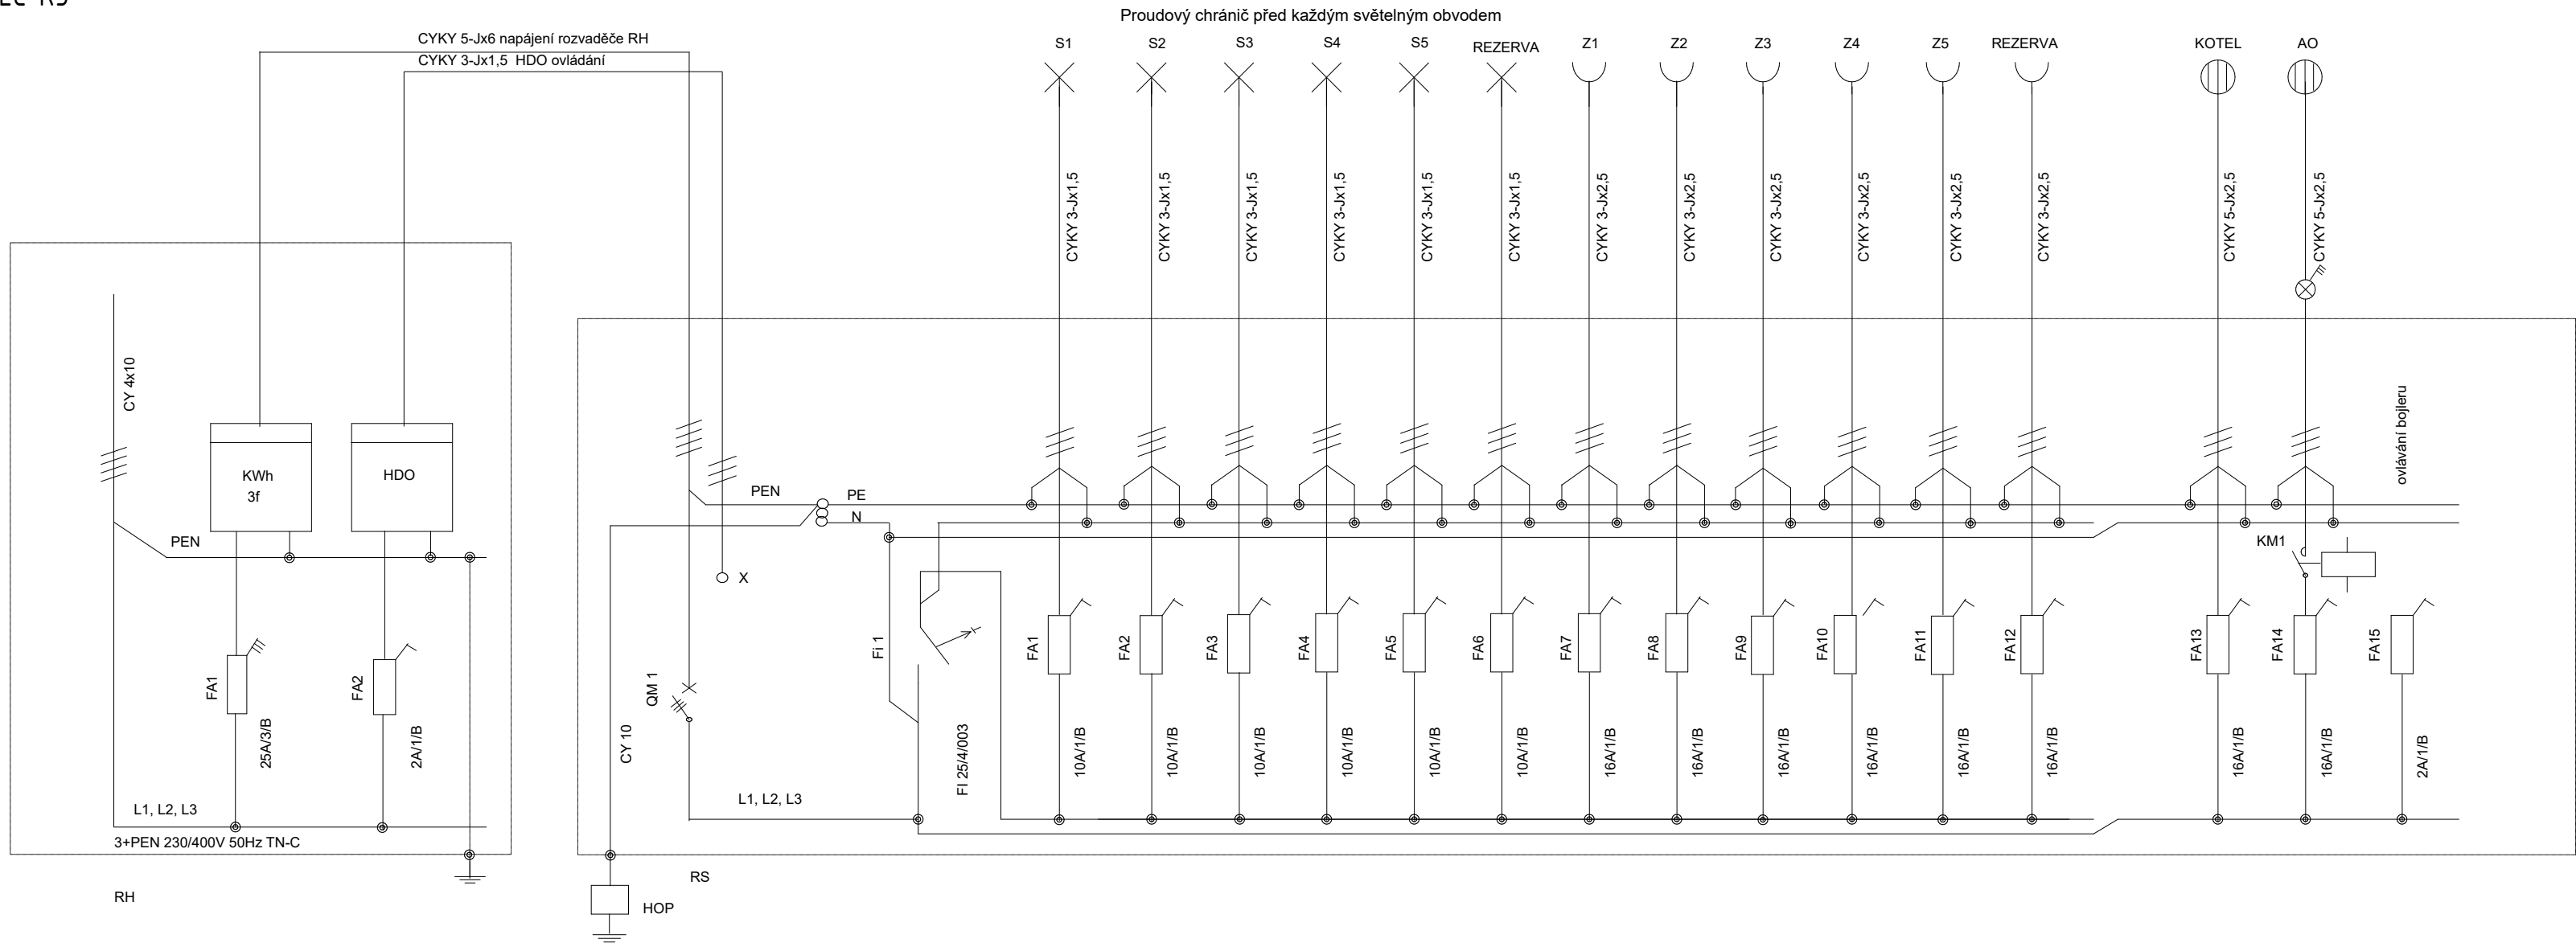 Proudový chránič před každým světelným obvodem
CYKY 5-Jx6 napájení rozvaděče RH
CYKY 3-Jx1,5 HDO ovládání
S1
S2
S3
S4
S5
REZERVA
Z1
Z2
Z3
Z4
Z5
REZERVA
KOTEL
AO
CYKY 3-Jx1,5
CYKY 3-Jx1,5
CYKY 3-Jx1,5
CYKY 3-Jx1,5
CYKY 3-Jx1,5
CYKY 3-Jx1,5
CYKY 3-Jx2,5
CYKY 3-Jx2,5
CYKY 3-Jx2,5
CYKY 3-Jx2,5
CYKY 3-Jx2,5
CYKY 3-Jx2,5
CYKY 5-Jx2,5
CYKY 5-Jx2,5
CY 4x10
KWh
3f
HDO
PEN
FA1
25A/3/B
FA2
2A/1/B
L1, L2, L3
3+PEN 230/400V 50Hz TN-C
RH
PEN
PE
N
X
ovlávání bojleru
KM1
CY 10
QM 1
Fi 1
FI 25/4/003
L1, L2, L3
FA1
FA2
FA3
FA4
FA5
FA6
FA7
FA8
FA9
FA10
FA11
FA12
FA13
FA14
FA15
10A/1/B
10A/1/B
10A/1/B
10A/1/B
10A/1/B
10A/1/B
16A/1/B
16A/1/B
16A/1/B
16A/1/B
16A/1/B
16A/1/B
16A/1/B
16A/1/B
2A/1/B
RS
HOP